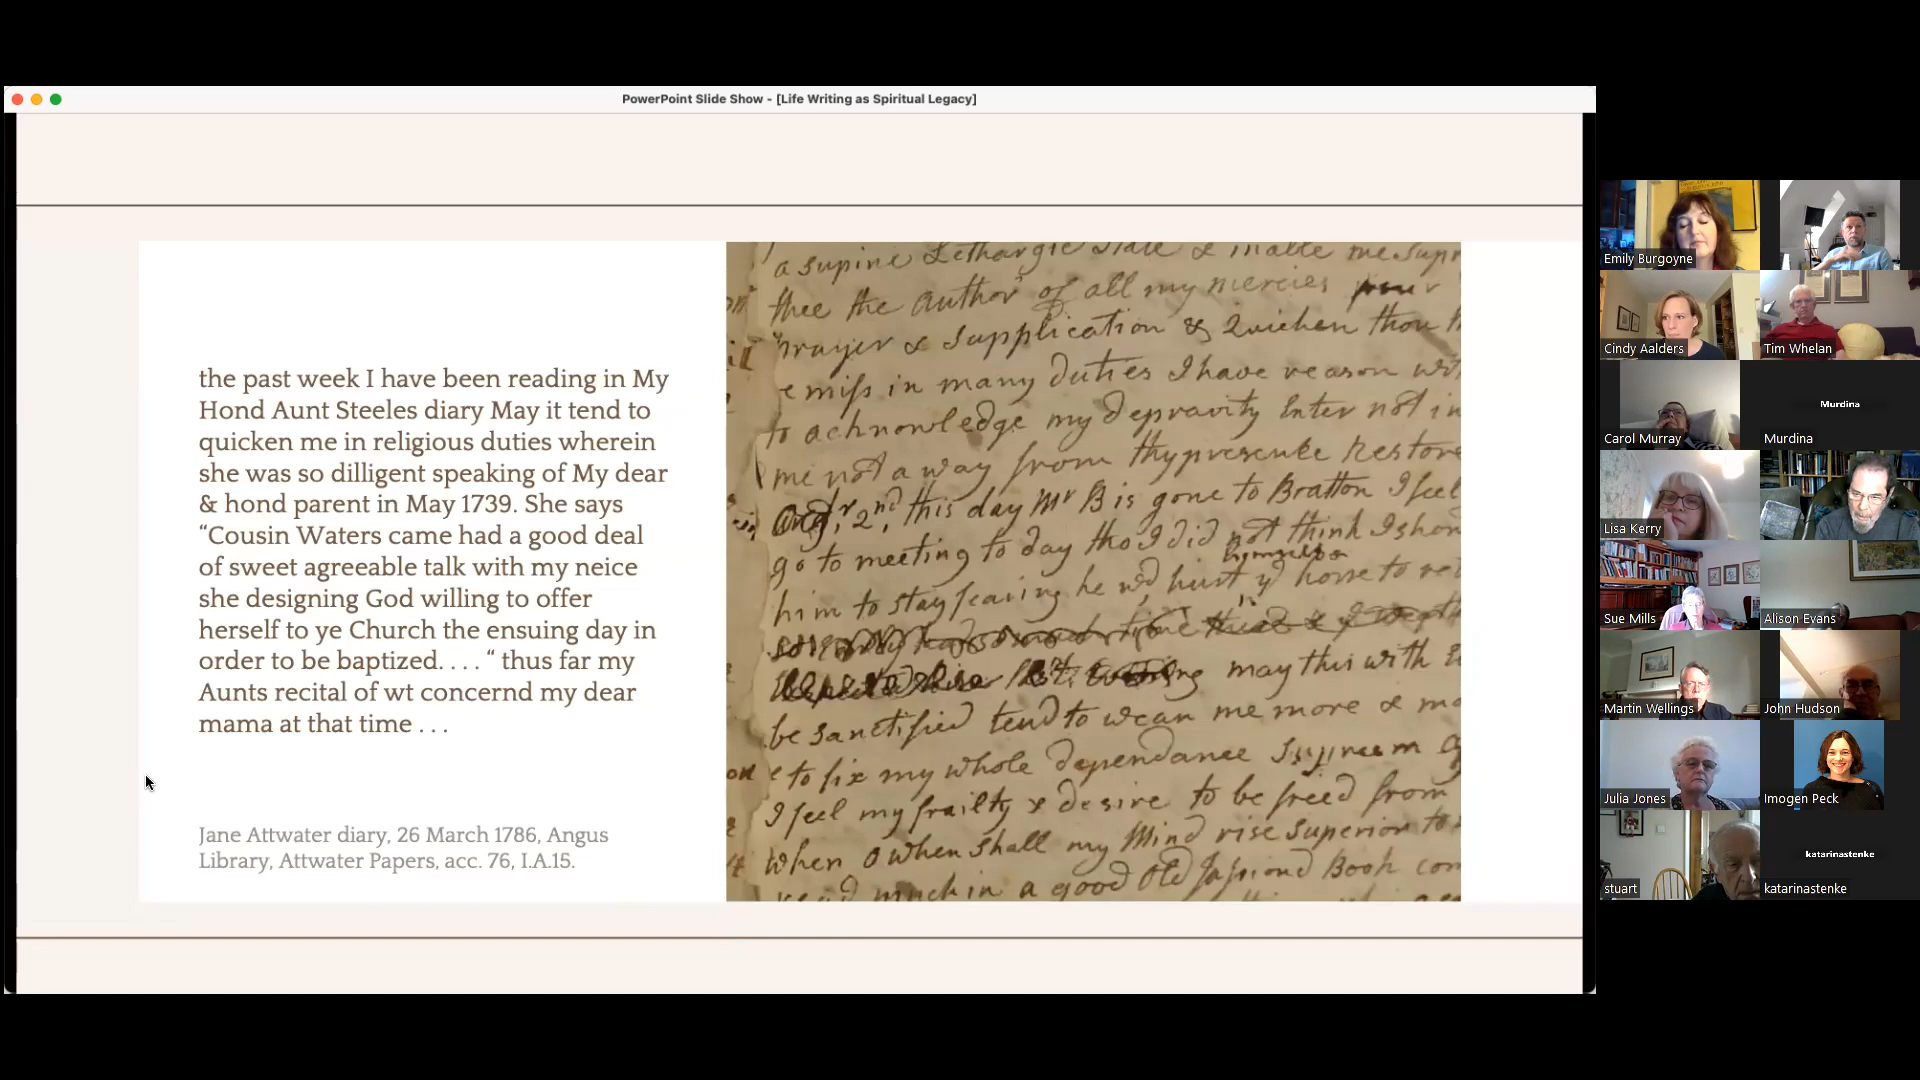 PowerPoint Slide Show - [Life Writing as Spiritual Legacy]
the past week I have been reading in My
Hond Aunt Steeles diary May it tend to
quicken me in religious duties wherein
she was so dilligent speaking of My dear
& hond parent in May 1739. She says
“Cousin Waters came had a good deal
of sweet agreeable talk with my neice
she designing God willing to offer
herself to ye Church the ensuing day in
order to be baptized. . . . “ thus far my
Aunts recital of wt concernd my dear
mama at that time . . .
Jane Attwater diary, 26 March 1786, Angus
Library, Attwater Papers, acc. 76, I.A.15.
a supine Lethargic State & make me
thee the author of all my mercies
prayer & Supplication & Quicken thou
in many duties I have reason
to acknowledge my depravity Enter not
me not away from thy presence Restore
2nd, this day Mr B is gone to Bratton I feel
go to meeting to day tho I did not think I
himself
him to stay fearing he wd hurt ye horse to
may this with
be sanctified tend to wean me more &
to fix my whole dependance
I feel my frailty & desire to be freed from
when o when shall my Mind rise Superior to
much in a good Old Book
Emily Burgoyne
Cindy Aalders
Tim Whelan
Carol Murray
Murdina
Murdina
Lisa Kerry
Sue Mills
Alison Evans
Martin Wellings
John Hudson
Julia Jones
Imogen Peck
stuart
katarinastenke
katarinastenke